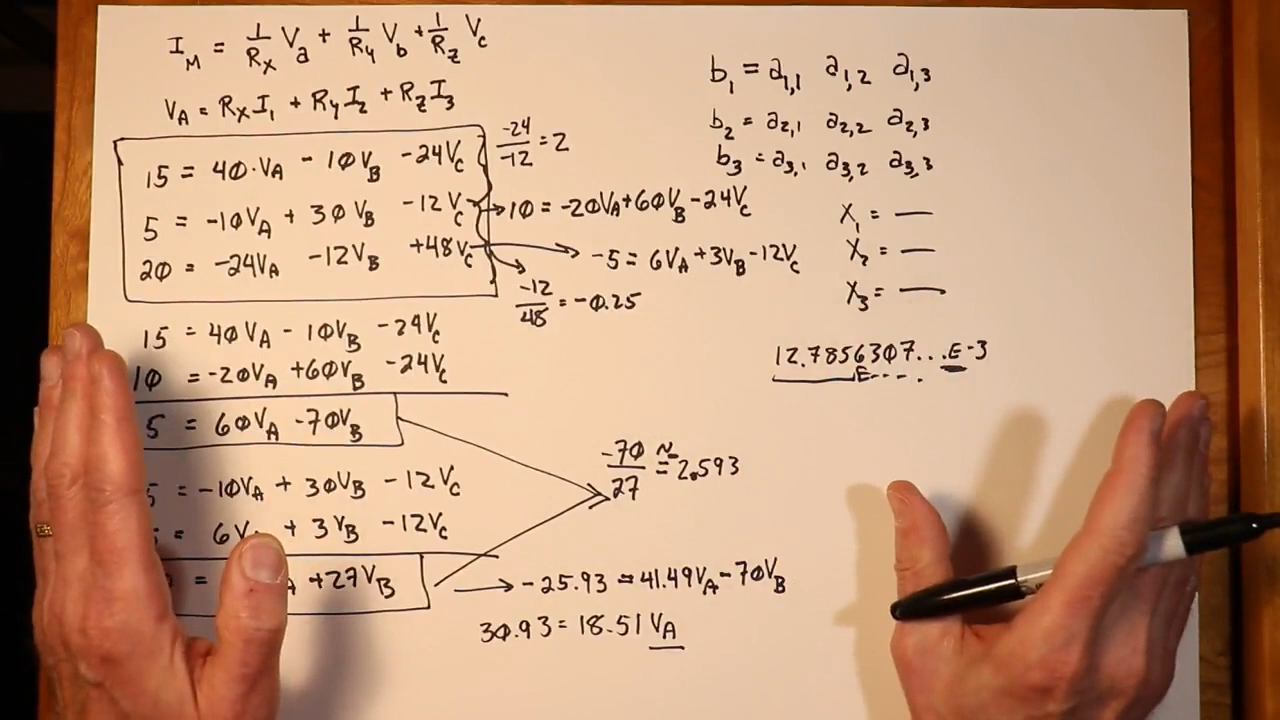 I_M = 1/R_X V_a + 1/R_Y V_b + 1/R_Z V_c
V_A = R_X I_1 + R_Y I_2 + R_Z I_3
15 = 40·V_A - 10V_B - 24V_C
5 = -10V_A + 30V_B - 12V_C
20 = -24V_A - 12V_B + 48V_C
-24/-12 = 2
10 = -20V_A + 60V_B - 24V_C
-5 = 6V_A + 3V_B - 12V_C
-12/48 = -0.25
15 = 40V_A - 10V_B - 24V_C
10 = -20V_A + 60V_B - 24V_C
5 = 60V_A - 70V_B
5 = -10V_A + 30V_B - 12V_C
6V + 3V_B - 12V_C
= +27V_B
-70/27 ≅ 2.593
-25.93 = 41.49V_A - 70V_B
30.93 = 18.51 V_A
b_1 = a_1,1 a_1,2 a_1,3
b_2 = a_2,1 a_2,2 a_2,3
b_3 = a_3,1 a_3,2 a_3,3
X_1 = —
X_2 = —
X_3 = —
12.7856307...E-3
E----.